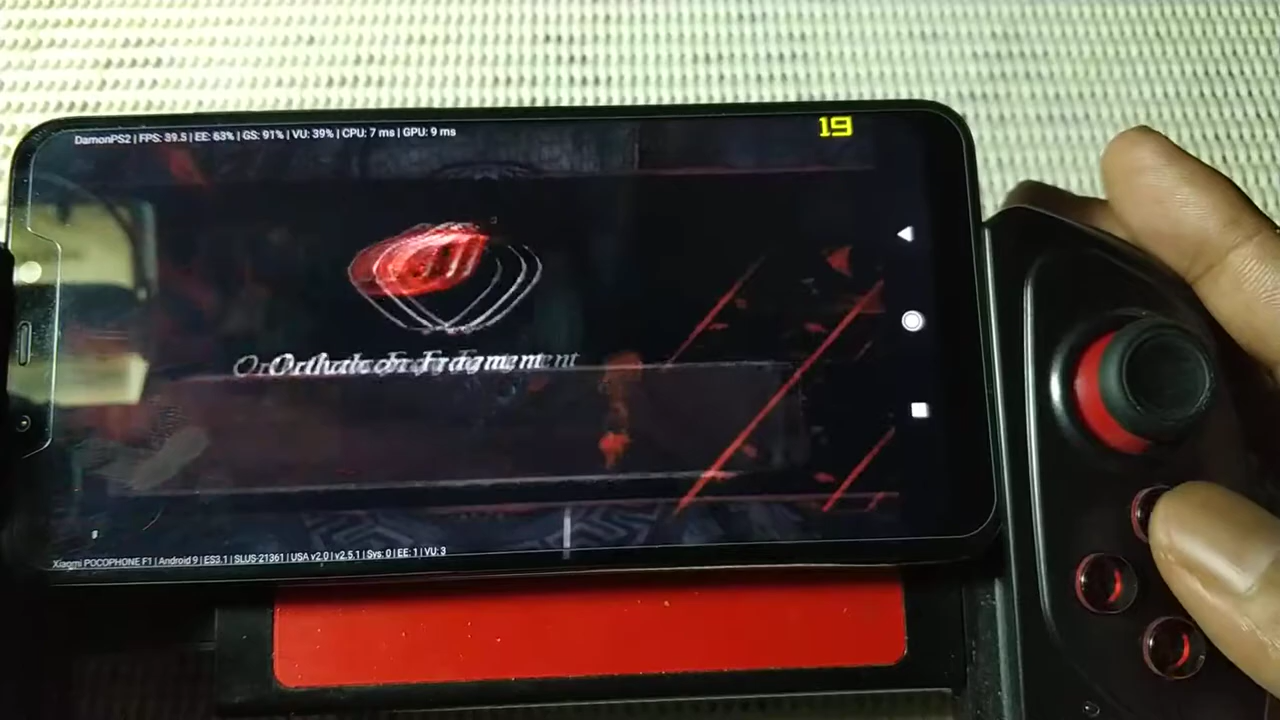 DamonPS2 | FPS: 39.5 | EE: 63% | GS: 91% | VU: 39% | CPU: 7 ms | GPU: 9 ms
19
Fragment
Xiaomi POCOPHONE F1 | Android 9 | ES3.1 | SLUS-21361 | USA v2.0 | v2.5.1 | Sys: 0 | EE: 1 | VU: 3